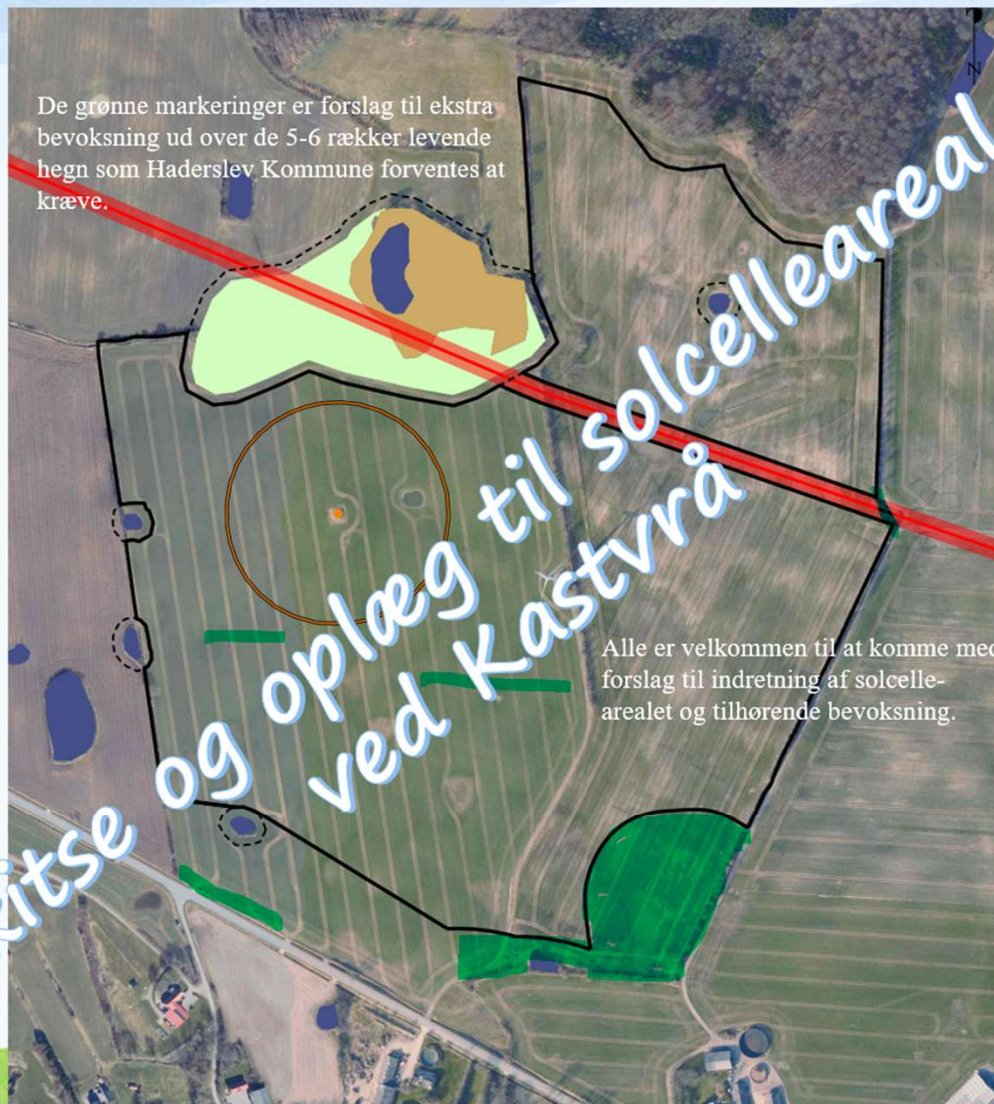 N
De grønne markeringer er forslag til ekstra
bevoksning ud over de 5-6 rækker levende
hegn som Haderslev Kommune forventes at
kræve.
og oplæg til solcelleareal
ved Kastvrå
Alle er velkommen til at komme med
forslag til indretning af solcelle-
arealet og tilhørende bevoksning.